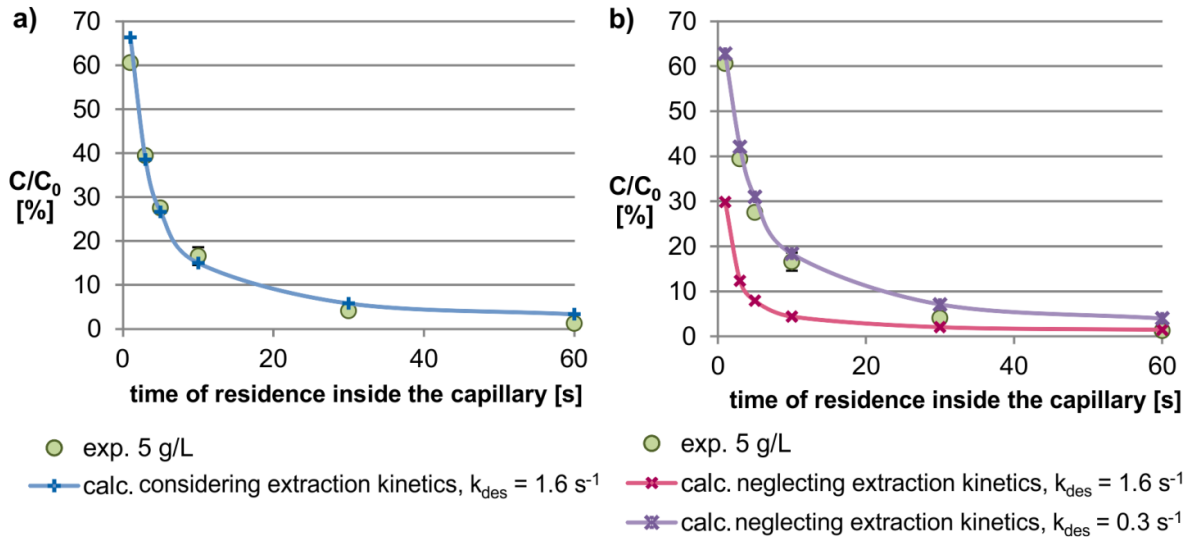 a)
70
60
50
40
30
20
10
0
C/C0
[%]
0 20 40 60
time of residence inside the capillary [s]
exp. 5 g/L
calc. considering extraction kinetics, kdes = 1.6 s-1
b)
70
60
50
40
30
20
10
0
C/C0
[%]
0 20 40 60
time of residence inside the capillary [s]
exp. 5 g/L
calc. neglecting extraction kinetics, kdes = 1.6 s-1
calc. neglecting extraction kinetics, kdes = 0.3 s-1